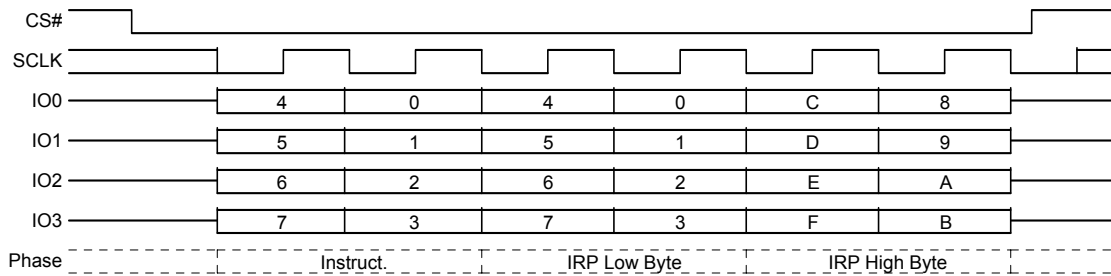 CS#
SCLK
IO0 4 0 4 0 C 8
IO1 5 1 5 1 D 9
IO2 6 2 6 2 E A
IO3 7 3 7 3 F B
Phase Instruct. IRP Low Byte IRP High Byte